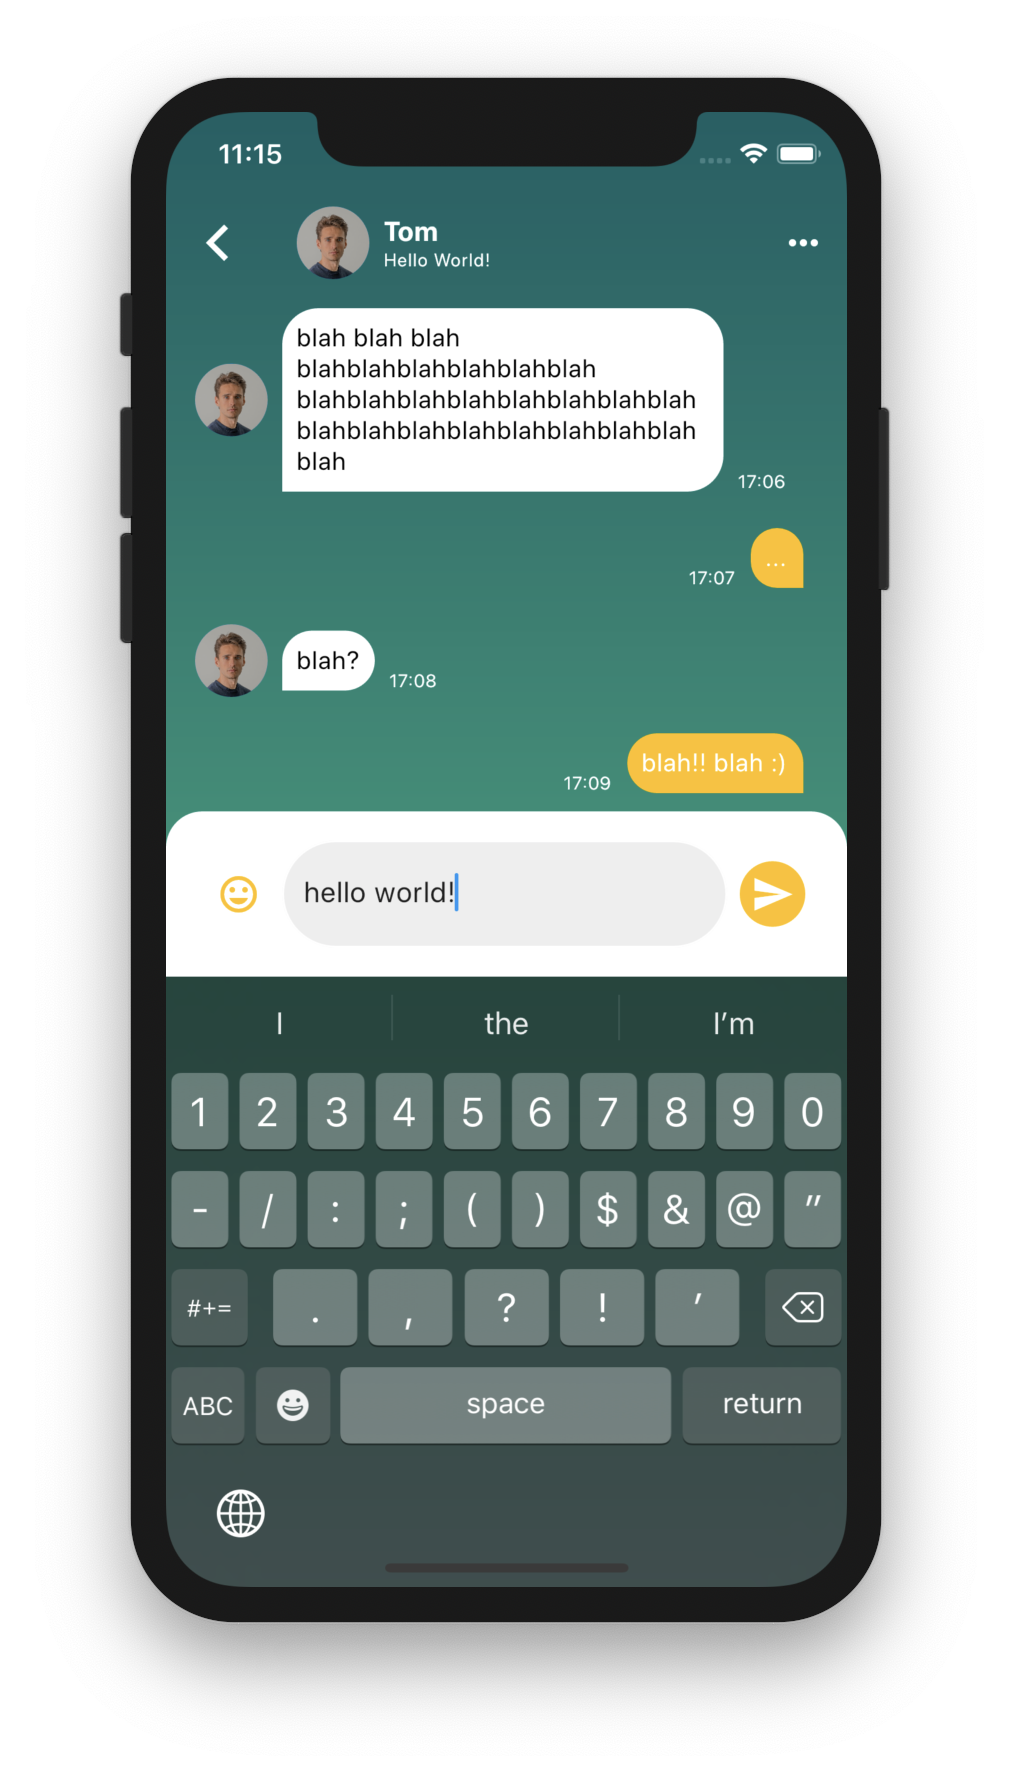 11:15
Tom
Hello World!
blah blah blah
blahblahblahblahblahblah
blahblahblahblahblahblahblahblah
blahblahblahblahblahblahblahblah
blah
17:06
...
17:07
blah?
17:08
blah!! blah :)
17:09
hello world!
I the I’m
1 2 3 4 5 6 7 8 9 0
- / : ; ( ) $ & @ "
#+= . , ? ! ’
ABC space return